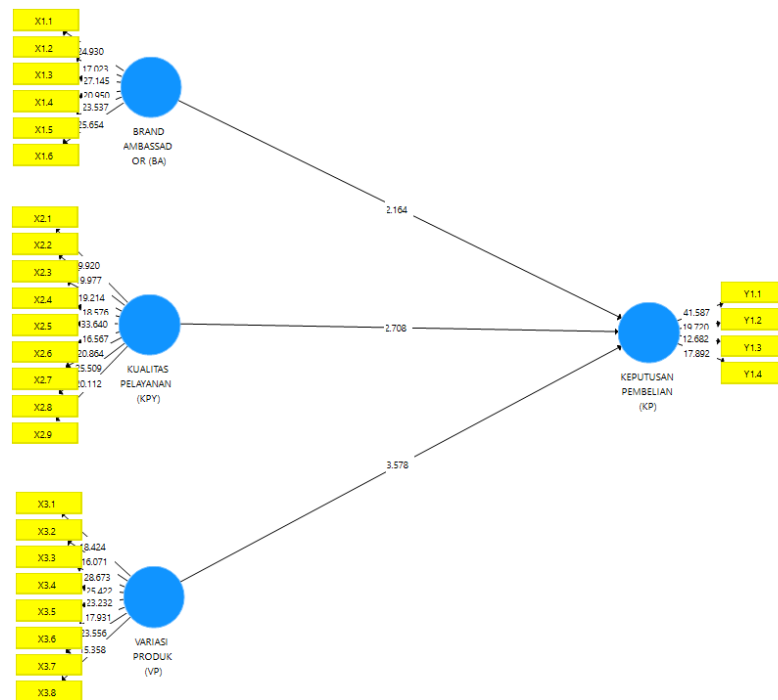 X1.1
X1.2
X1.3
X1.4
X1.5
X1.6
24.930
17.023
27.145
20.950
23.537
25.654
BRAND
AMBASSAD
OR (BA)
2.164
X2.1
X2.2
X2.3
X2.4
X2.5
X2.6
X2.7
X2.8
X2.9
9.920
9.977
19.214
18.576
33.640
16.567
20.864
25.509
20.112
KUALITAS
PELAYANAN
(KPY)
2.708
Y1.1
Y1.2
Y1.3
Y1.4
41.587
19.720
12.682
17.892
KEPUTUSAN
PEMBELIAN
(KP)
3.578
X3.1
X3.2
X3.3
X3.4
X3.5
X3.6
X3.7
X3.8
16.071
28.673
25.422
23.232
17.931
23.556
VARIASI
PRODUK
(VP)